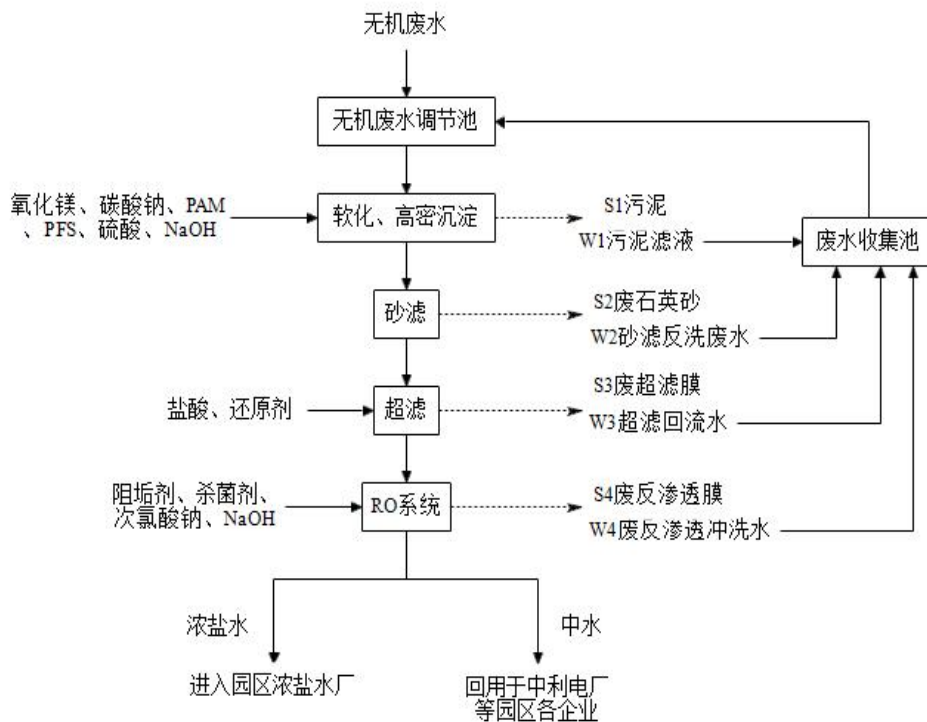 无机废水
无机废水调节池
氧化镁、碳酸钠、PAM
、PFS、硫酸、NaOH
软化、高密沉淀
S1污泥
W1污泥滤液
废水收集池
砂滤
S2废石英砂
W2砂滤反洗废水
盐酸、还原剂
超滤
S3废超滤膜
W3超滤回流水
阻垢剂、杀菌剂、
次氯酸钠、NaOH
RO系统
S4废反渗透膜
W4废反渗透冲洗水
浓盐水
中水
进入园区浓盐水厂
回用于中利电厂
等园区各企业